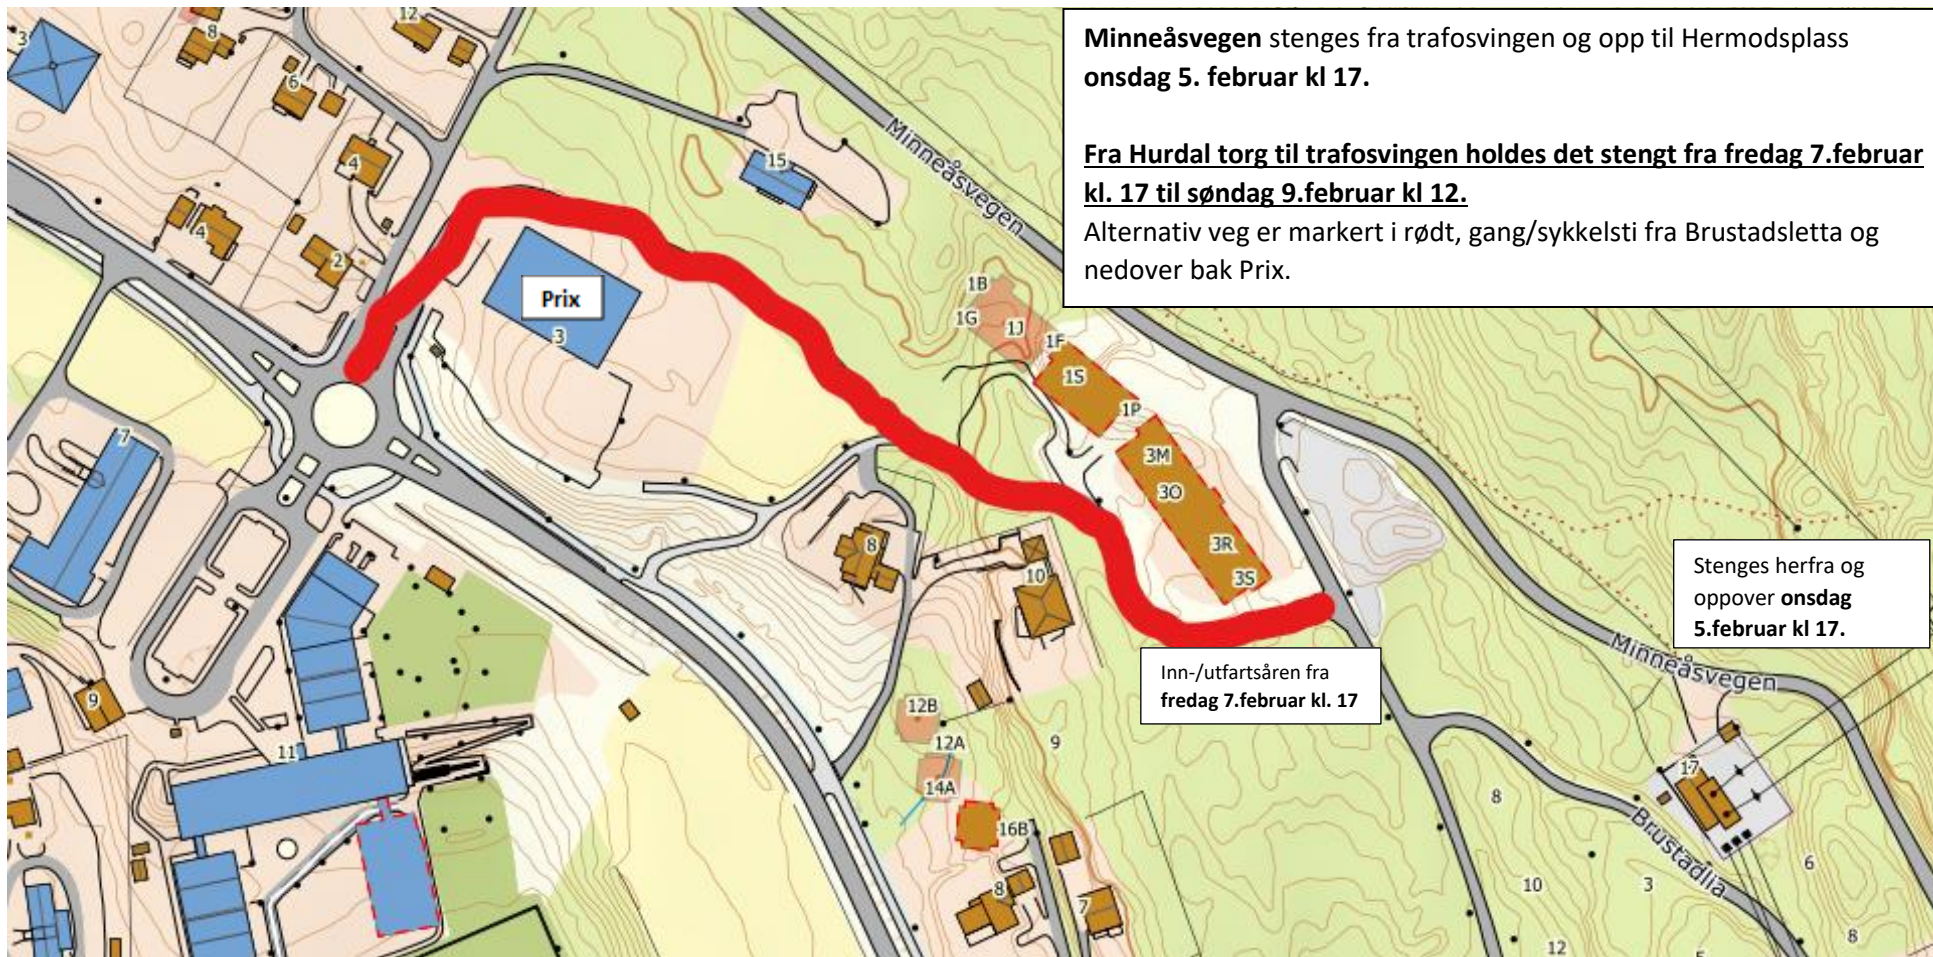 Minneåsvegen stenges fra trafosvingen og opp til Hermodsplass
onsdag 5. februar kl 17.
Fra Hurdal torg til trafosvingen holdes det stengt fra fredag 7.februar
kl. 17 til søndag 9.februar kl 12.
Alternativ veg er markert i rødt, gang/sykkelsti fra Brustadsletta og
nedover bak Prix.
12
3
8
6
4
4
2
15
Minneåsvegen
Prix
3
1B
1G
1J
1F
1S
1P
7
3M
3O
3R
3S
8
10
Stenges herfra og
oppover onsdag
5.februar kl 17.
Minneåsvegen
Inn-/utfartsåren fra
fredag 7.februar kl. 17
9
11
12B
12A
9
14A
16B
17
8
Brustadlia
6
8
7
10
3
12
5
8